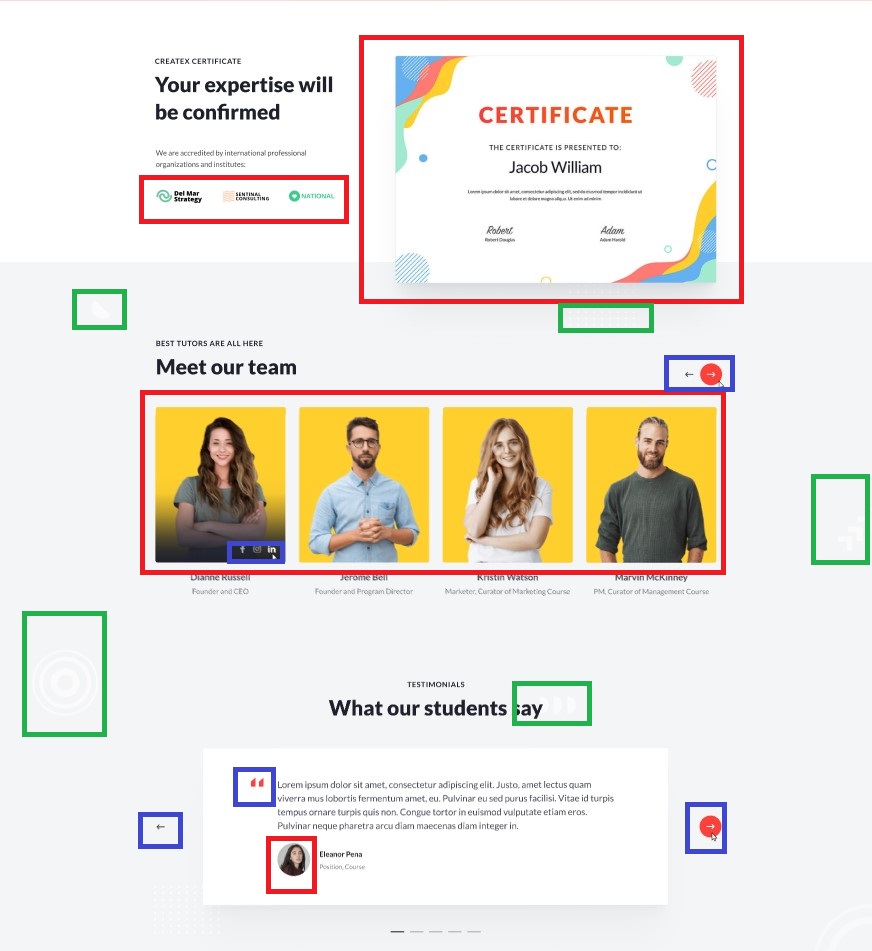 CREATEX CERTIFICATE
Your expertise will
be confirmed
We are accredited by international professional
organizations and institutes:
Del Mar
Strategy
SENTINAL
CONSULTING
NATIONAL
CERTIFICATE
THE CERTIFICATE IS PRESENTED TO:
Jacob William
Lorem ipsum dolor sit amet, consectetur adipiscing elit, sed do eiusmod tempor incididunt ut
labore et dolore magna aliqua. Ut enim ad minim
Robert
Robert Douglas
Adam
Adam Harold
BEST TUTORS ARE ALL HERE
Meet our team
← →
f in
Dianne Russell
Founder and CEO
Jerome Bell
Founder and Program Director
Kristin Watson
Marketer, Curator of Marketing Course
Marvin McKinney
PM, Curator of Management Course
TESTIMONIALS
What our students say
Lorem ipsum dolor sit amet, consectetur adipiscing elit. Justo, amet lectus quam
viverra mus lobortis fermentum amet, eu. Pulvinar eu sed purus facilisi. Vitae id turpis
tempus ornare turpis quis non. Congue tortor in euismod vulputate etiam eros.
Pulvinar neque pharetra arcu diam maecenas diam integer in.
Eleanor Pena
Position, Course